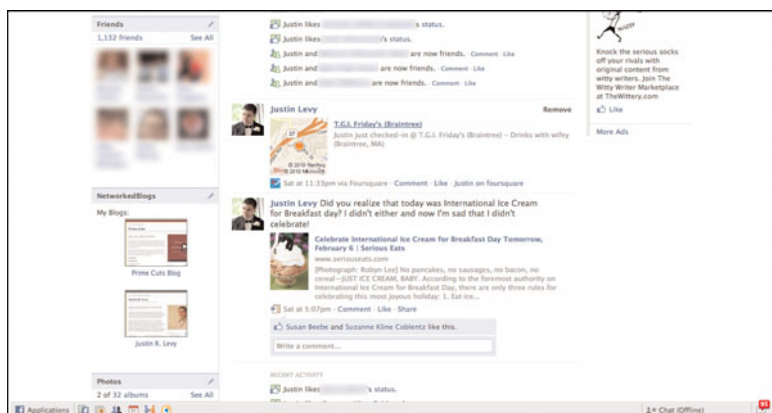 Friends
1,132 friends See All
NetworkedBlogs
My Blogs:
Prime Cuts Blog
Justin R. Levy
Photos
2 of 32 albums See All
Justin likes 's status.
Justin likes 's status.
Justin and are now friends. · Comment · Like
Justin and are now friends. · Comment · Like
Justin and are now friends. · Comment · Like
Justin Levy Remove
T.G.I. Friday's (Braintree)
Justin just checked-in @ T.G.I. Friday's (Braintree) - Drinks with wifey
(Braintree, MA)
37
© 2010
Sat at 11:33pm via Foursquare · Comment · Like · Justin on foursquare
Justin Levy Did you realize that today was International Ice Cream
for Breakfast day? I didn't either and now I'm sad that I didn't
celebrate!
Celebrate International Ice Cream for Breakfast Day Tomorrow,
February 6 | Serious Eats
www.seriouseats.com
[Photograph: Robyn Lee] No pancakes, no sausages, no bacon, no
cereal—JUST ICE CREAM, BABY. According to the foremost authority on
International Ice Cream for Breakfast Day, there are only three rules for
celebrating this most joyous holiday: 1. Eat ice...
Sat at 5:07pm · Comment · Like · Share
Susan Beebe and Suzanne Kline Coblentz like this.
Write a comment...
RECENT ACTIVITY
Justin likes 's status.
witty
Knock the serious socks
off your rivals with
original content from
witty writers. Join The
Witty Writer Marketplace
at TheWittery.com
Like
More Ads
Applications
Chat (Offline)
95